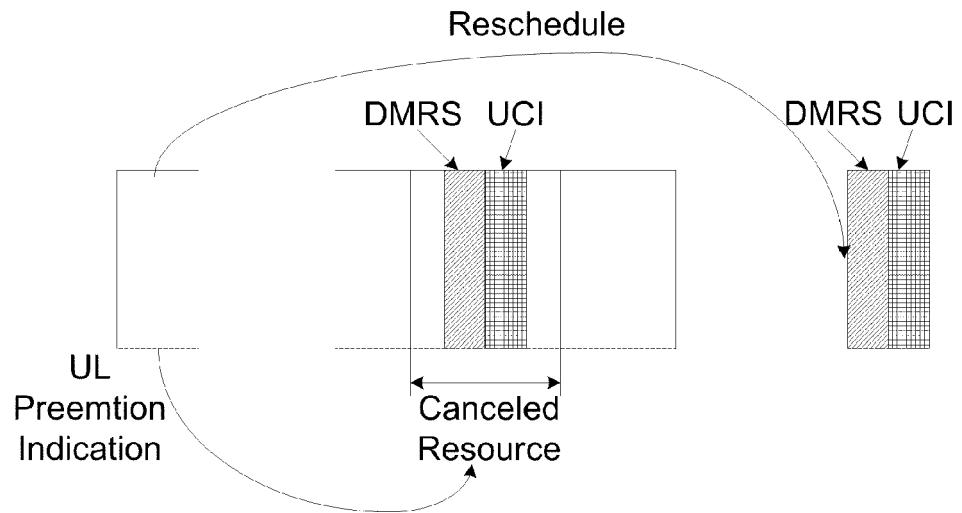 Reschedule
DMRS UCI
DMRS UCI
UL
Preemtion
Indication
Canceled
Resource